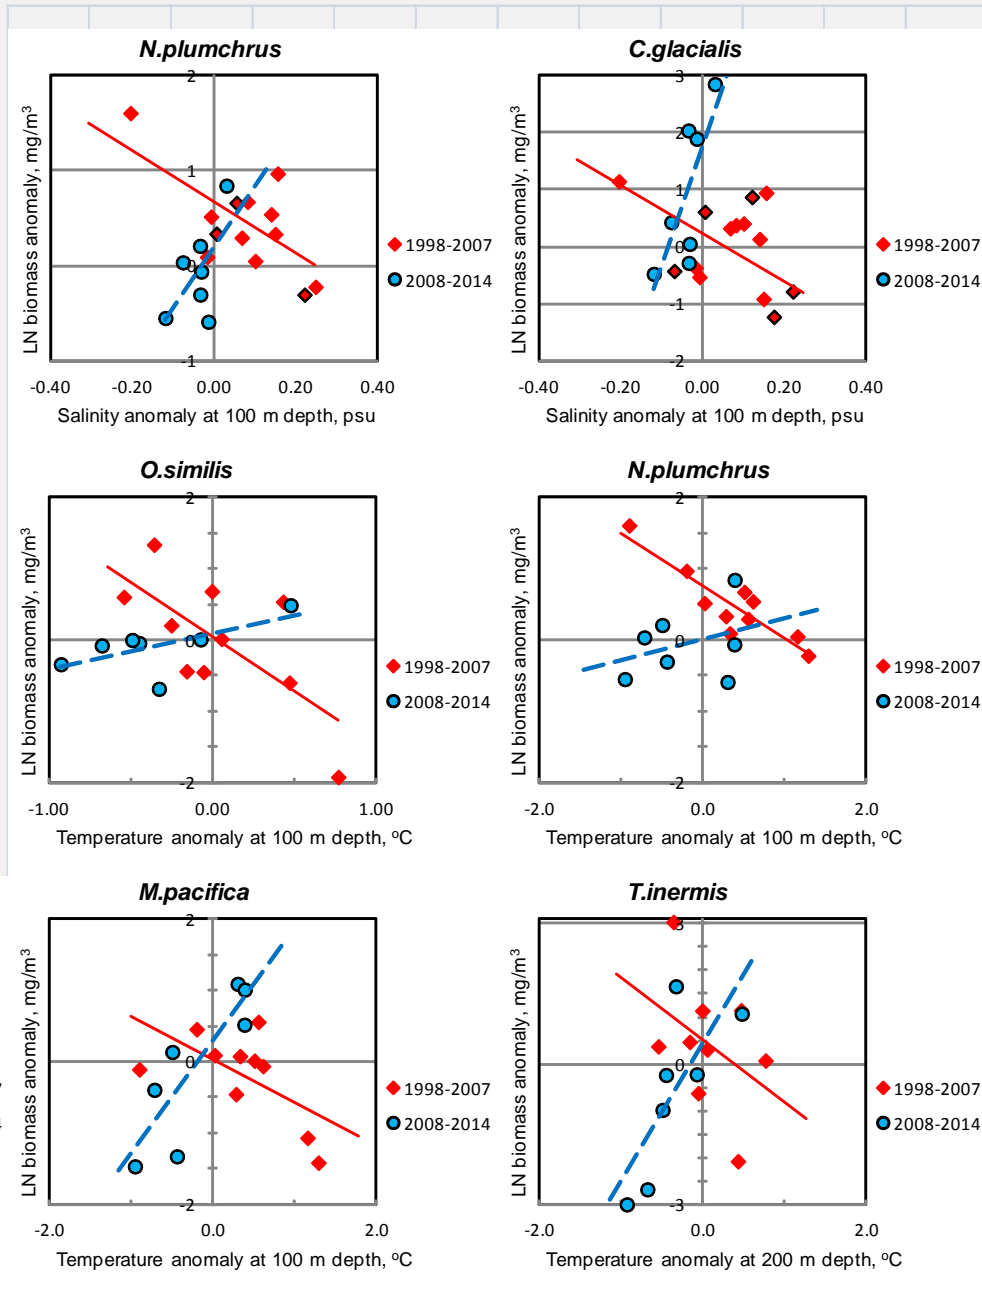 N.plumchrus
LN biomass anomaly, mg/m³
2
1
0
-1
-0.40 -0.20 0.00 0.20 0.40
Salinity anomaly at 100 m depth, psu
1998-2007
2008-2014
C.glacialis
LN biomass anomaly, mg/m³
3
2
1
0
-1
-2
-0.40 -0.20 0.00 0.20 0.40
Salinity anomaly at 100 m depth, psu
1998-2007
2008-2014
O.similis
LN biomass anomaly, mg/m³
2
0
-2
-1.00 0.00 1.00
Temperature anomaly at 100 m depth, ºC
1998-2007
2008-2014
N.plumchrus
LN biomass anomaly, mg/m³
2
0
-2
-2.0 0.0 2.0
Temperature anomaly at 100 m depth, ºC
1998-2007
2008-2014
M.pacifica
LN biomass anomaly, mg/m³
2
0
-2
-2.0 0.0 2.0
Temperature anomaly at 100 m depth, ºC
1998-2007
2008-2014
T.inermis
LN biomass anomaly, mg/m³
3
0
-3
-2.0 0.0 2.0
Temperature anomaly at 200 m depth, ºC
1998-2007
2008-2014